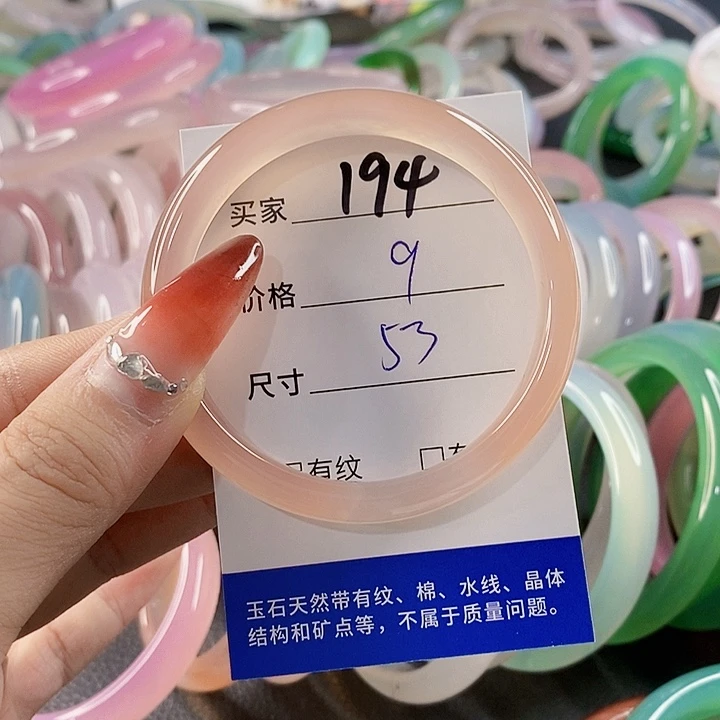 买家 194
价格 9
尺寸 53
有纹
玉石天然带有纹、棉、水线、晶体
结构和矿点等，不属于质量问题。